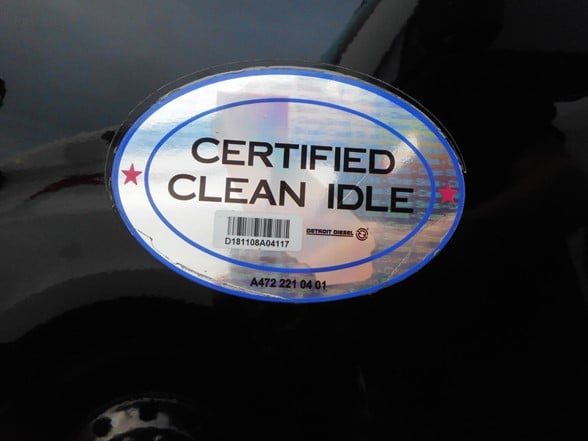 CERTIFIED
CLEAN IDLE
D181108A04117
DETROIT DIESEL
A472 221 04 01